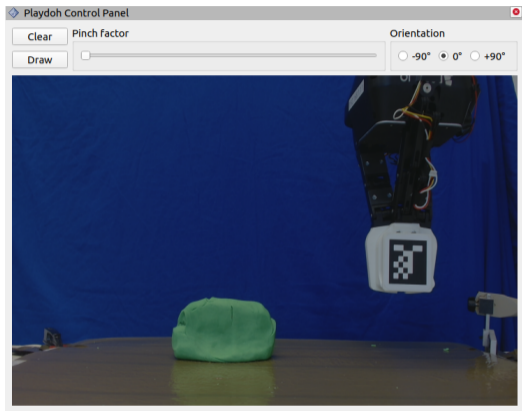 Playdoh Control Panel
Clear
Pinch factor
Orientation
-90°
0°
+90°
Draw